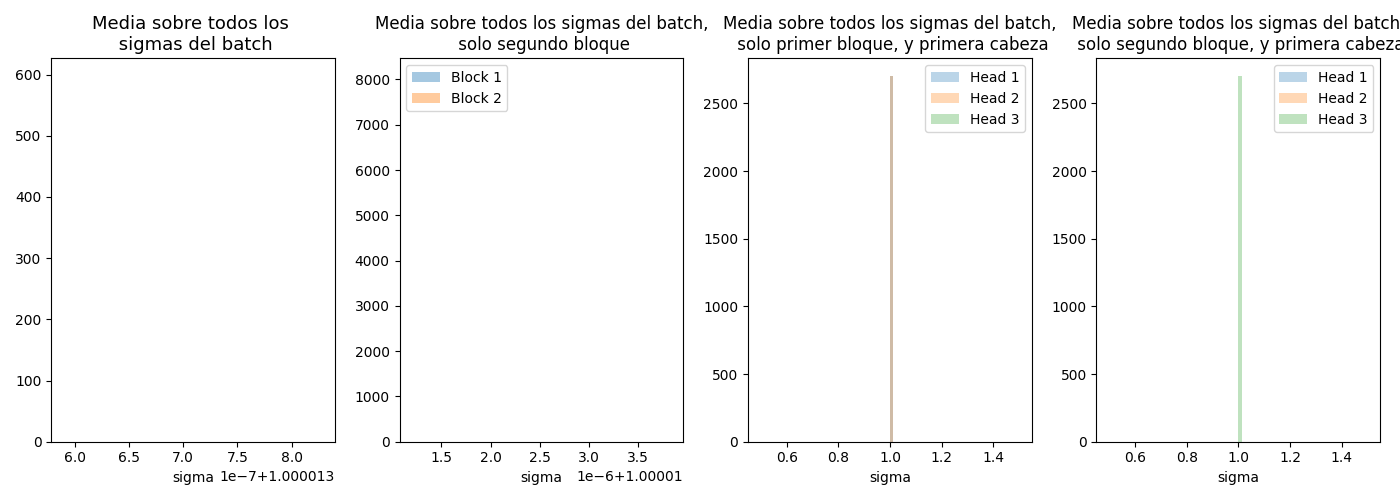 Media sobre todos los
sigmas del batch
600
500
400
300
200
100
0
6.0 6.5 7.0 7.5 8.0
sigma 1e−7+1.000013
Media sobre todos los sigmas del batch,
solo segundo bloque
Block 1
Block 2
8000
7000
6000
5000
4000
3000
2000
1000
0
1.5 2.0 2.5 3.0 3.5
sigma 1e−6+1.00001
Media sobre todos los sigmas del batch,
solo primer bloque, y primera cabeza
Head 1
Head 2
Head 3
2500
2000
1500
1000
500
0
0.6 0.8 1.0 1.2 1.4
sigma
Media sobre todos los sigmas del batch
solo segundo bloque, y primera cabeza
Head 1
Head 2
Head 3
2500
2000
1500
1000
500
0
0.6 0.8 1.0 1.2 1.4
sigma